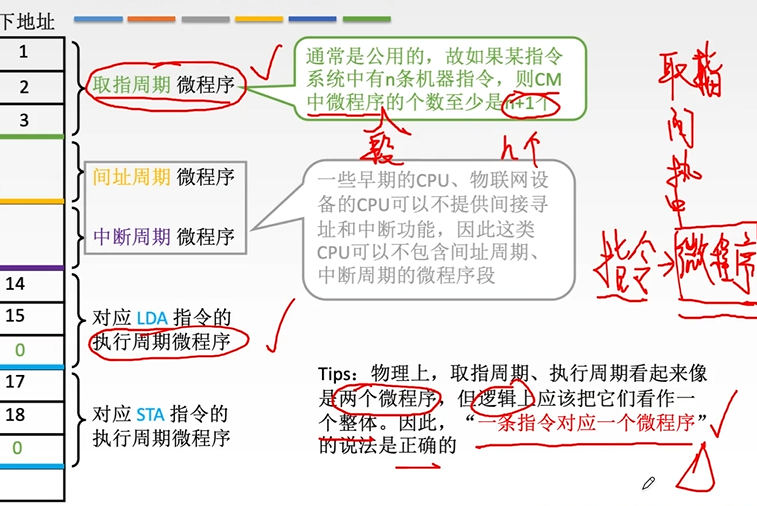 下地址
1
2
3
14
15
0
17
18
0
取指周期 微程序
通常是公用的，故如果某指令
系统中有n条机器指令，则CM
中微程序的个数至少是n+1个
段
n个
间址周期 微程序
中断周期 微程序
一些早期的CPU、物联网设
备的CPU可以不提供间接寻
址和中断功能，因此这类
CPU可以不包含间址周期、
中断周期的微程序段
取指
间
执
中
指令→微程序
对应 LDA 指令的
执行周期微程序
对应 STA 指令的
执行周期微程序
Tips：物理上，取指周期、执行周期看起来像
是两个微程序，但逻辑上应该把它们看作一
个整体。因此，“一条指令对应一个微程序”
的说法是正确的